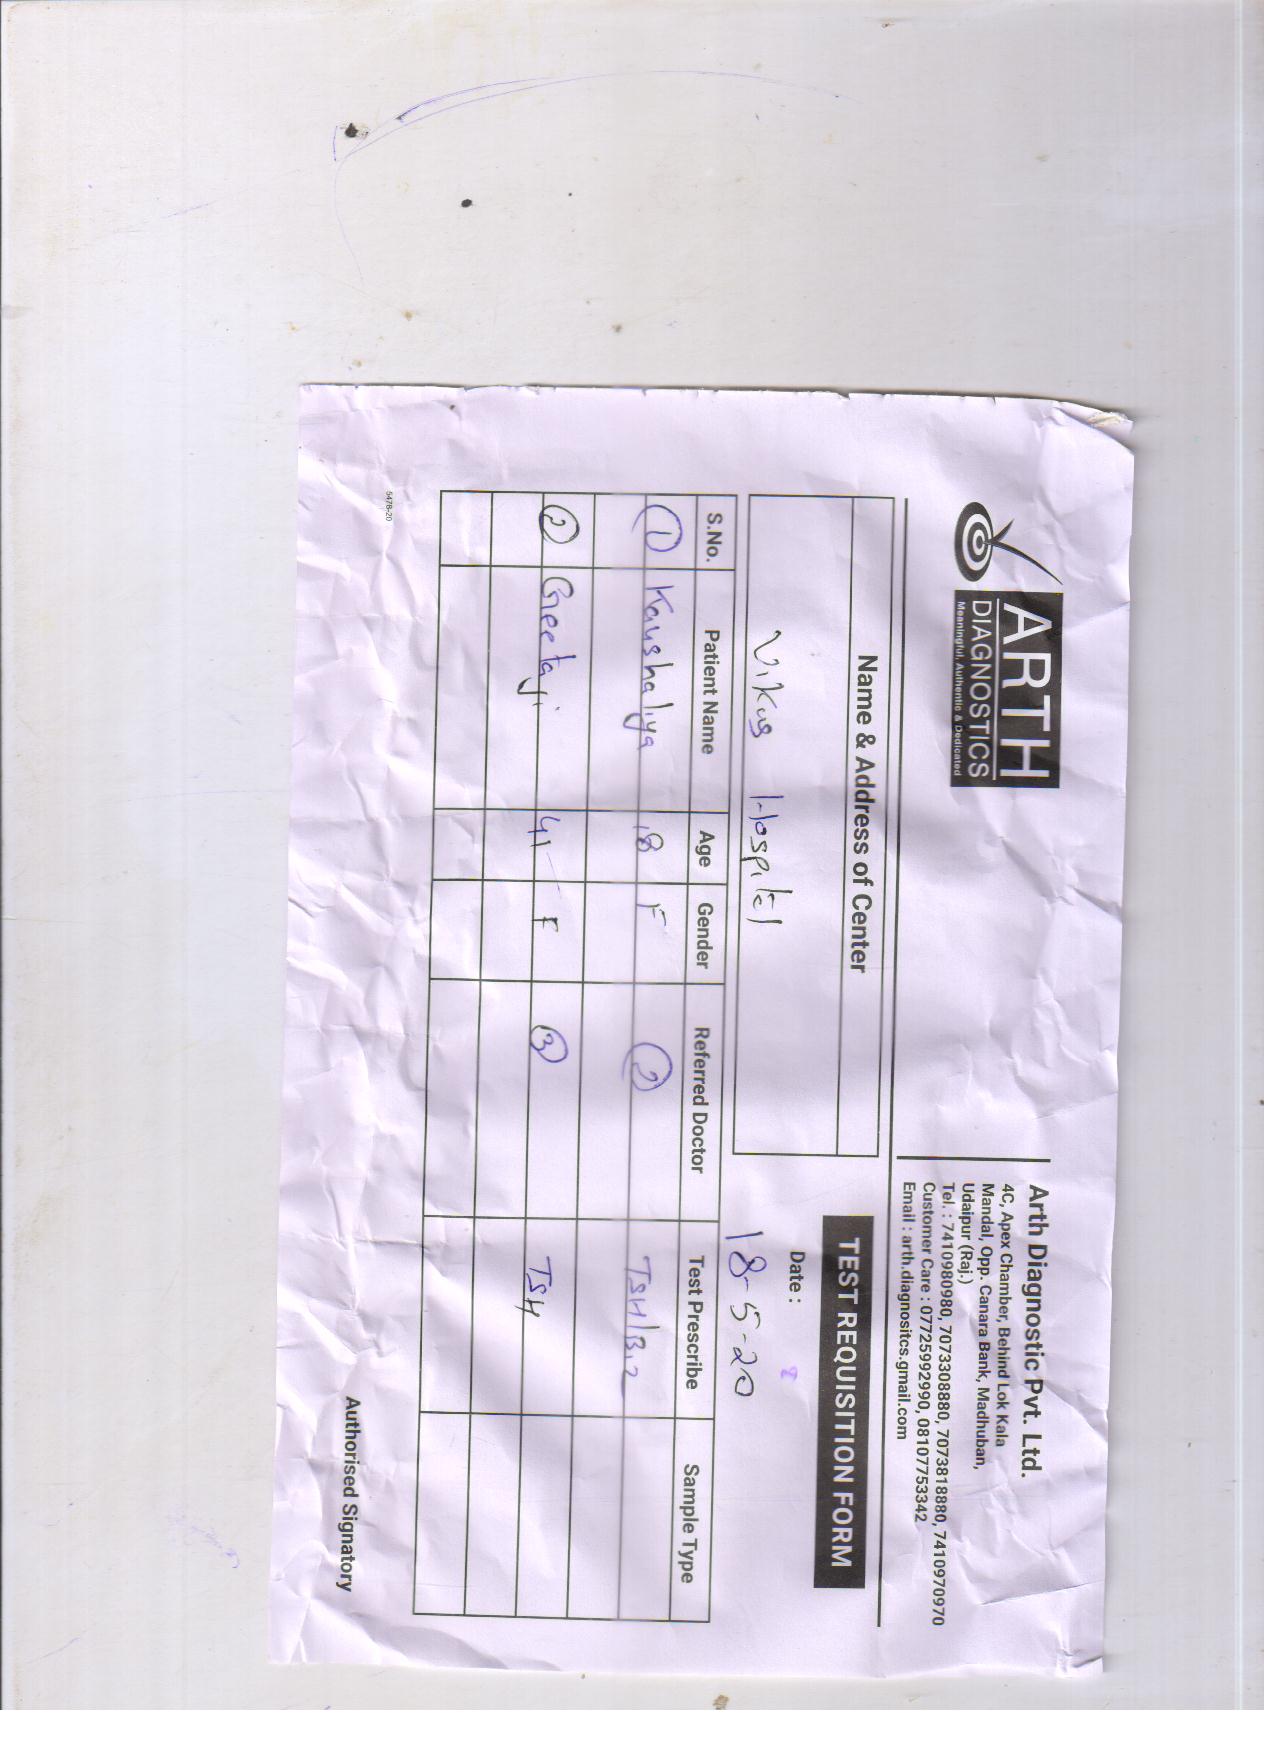 ARTH
DIAGNOSTICS
Meaningful, Authentic & Dedicated
Arth Diagnostic Pvt. Ltd.
4C, Apex Chamber, Behind Lok Kala
Mandal, Opp. Canara Bank, Madhuban,
Udaipur (Raj.)
Tel. : 7410980980, 7073308880, 7073818880, 7410970970
Customer Care : 07725992990, 08107753342
Email : arth.diagnositcs.gmail.com
Name & Address of Center
Vikas Hospital
TEST REQUISITION FORM
Date :
18-5-20
S.No. Patient Name Age Gender Referred Doctor Test Prescribe Sample Type
1 Kaushaliya 18 F 2 TSH/B12
2 Geeta ji 41 F 3 TSH
5478-20
Authorised Signatory